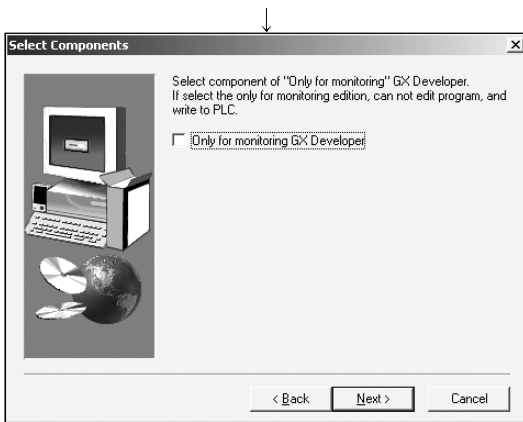 Select Components
Select component of "Only for monitoring" GX Developer.
If select the only for monitoring edition, can not edit program, and
write to PLC.
Only for monitoring GX Developer
< Back
Next >
Cancel